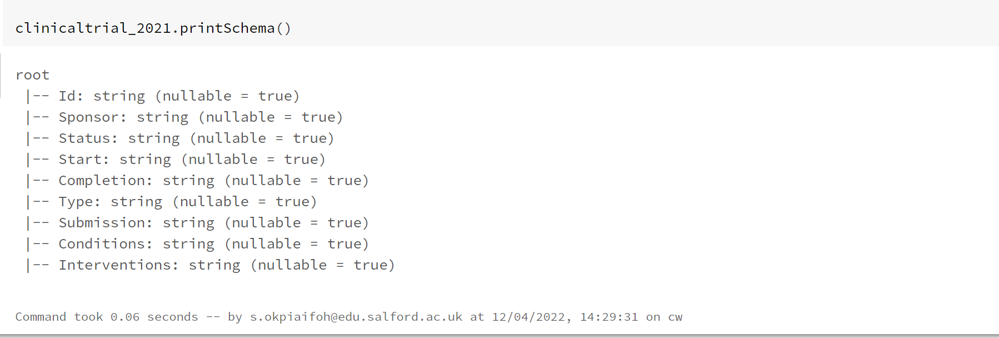 clinicaltrial_2021.printSchema()
root
|-- Id: string (nullable = true)
|-- Sponsor: string (nullable = true)
|-- Status: string (nullable = true)
|-- Start: string (nullable = true)
|-- Completion: string (nullable = true)
|-- Type: string (nullable = true)
|-- Submission: string (nullable = true)
|-- Conditions: string (nullable = true)
|-- Interventions: string (nullable = true)
Command took 0.06 seconds -- by s.okpiaifoh@edu.salford.ac.uk at 12/04/2022, 14:29:31 on cw